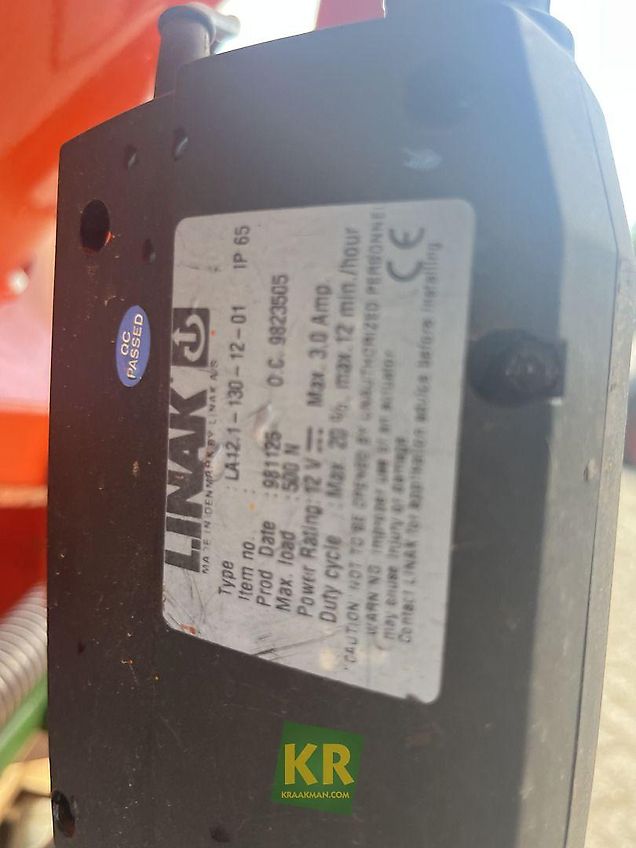 LINAK
MADE IN DENMARK BY LINAK A/S
Type : LA12.1-130-12-01 IP 65
Item no. :
Prod Date : 981125 O.C. 9823505
Max. load : 500 N
Power Rating : 12 V Max. 3.0 Amp.
Duty cycle : Max 20 %, max. 12 min./hour
CAUTION NOT TO BE OPENED BY UNAUTHORIZED PERSONNEL
WARNING Improper use of an actuator
may cause injury or damage.
Contact LINAK for application advice before installing
CE
QC
PASSED
KR
KRAAKMAN.COM